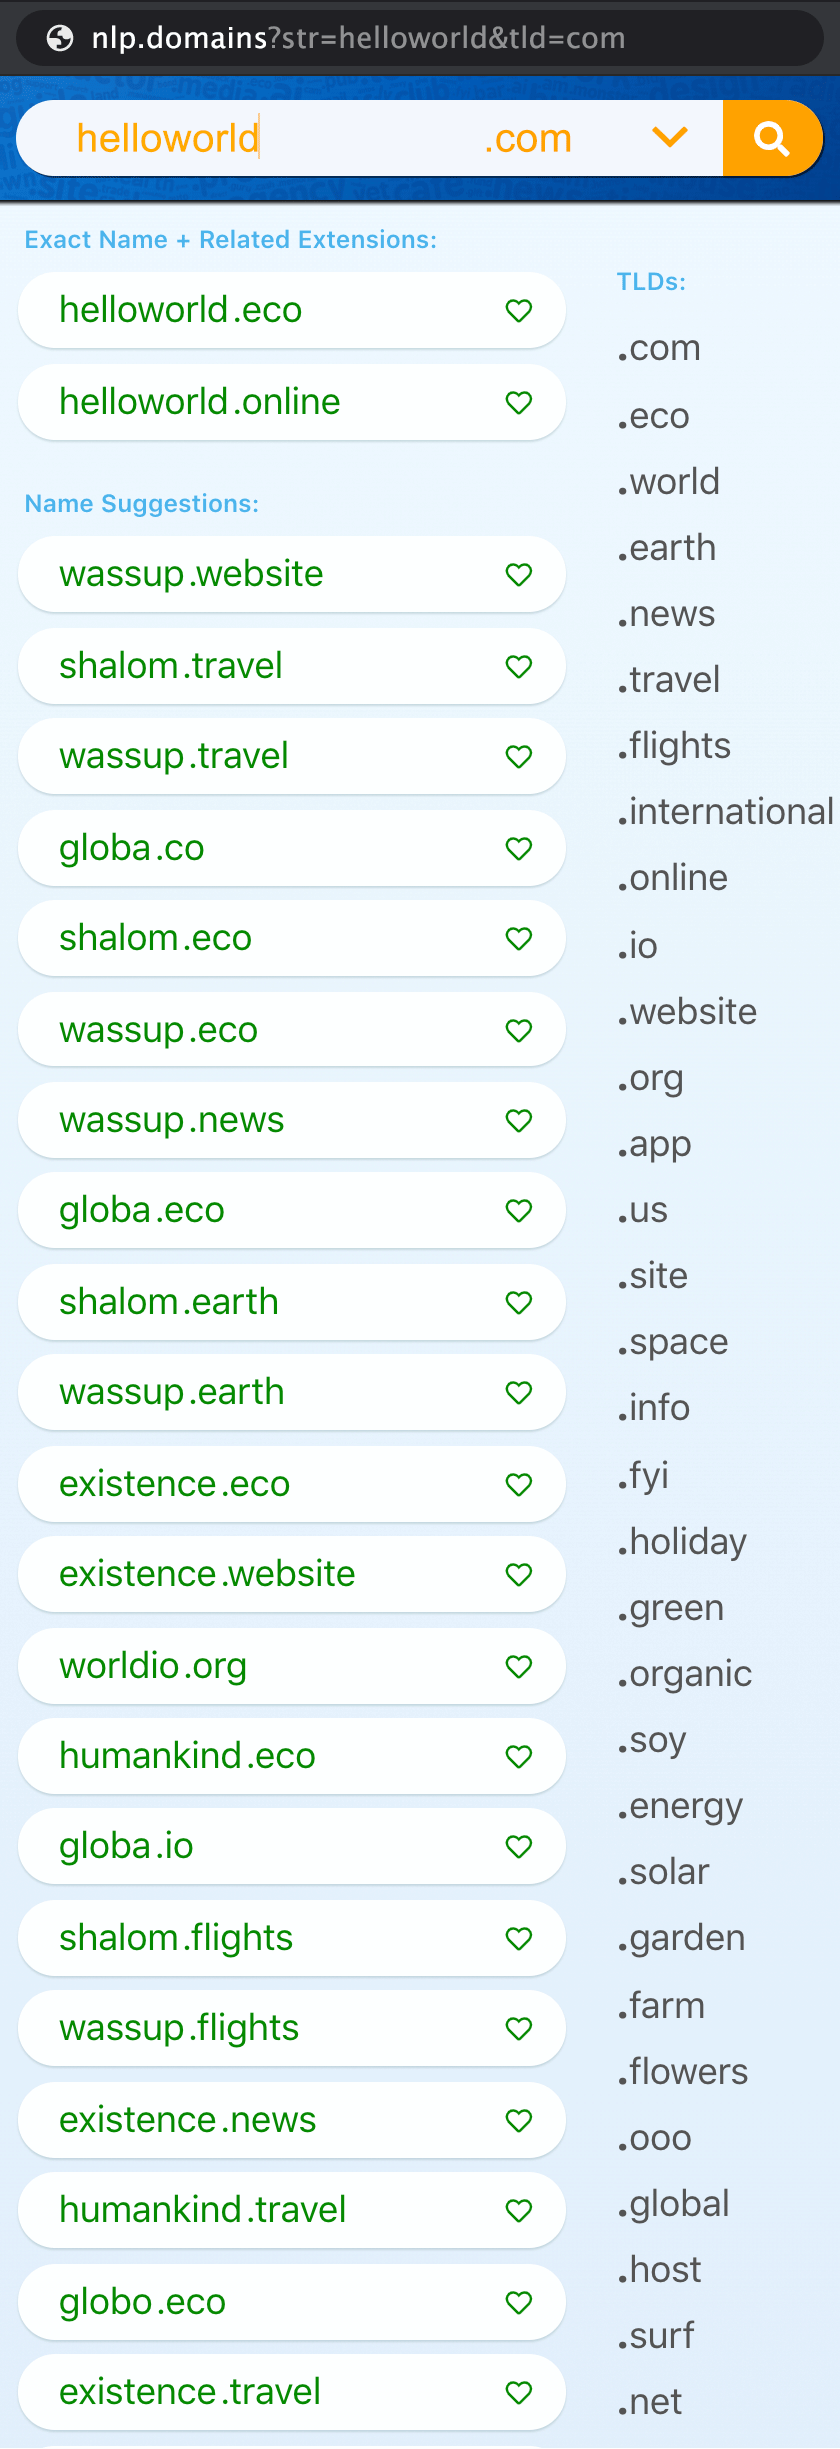 nlp.domains?str=helloworld&tld=com
helloworld .com
Exact Name + Related Extensions:
helloworld.eco
helloworld.online
Name Suggestions:
wassup.website
shalom.travel
wassup.travel
globa.co
shalom.eco
wassup.eco
wassup.news
globa.eco
shalom.earth
wassup.earth
existence.eco
existence.website
worldio.org
humankind.eco
globa.io
shalom.flights
wassup.flights
existence.news
humankind.travel
globo.eco
existence.travel
TLDs:
.com
.eco
.world
.earth
.news
.travel
.flights
.international
.online
.io
.website
.org
.app
.us
.site
.space
.info
.fyi
.holiday
.green
.organic
.soy
.energy
.solar
.garden
.farm
.flowers
.ooo
.global
.host
.surf
.net